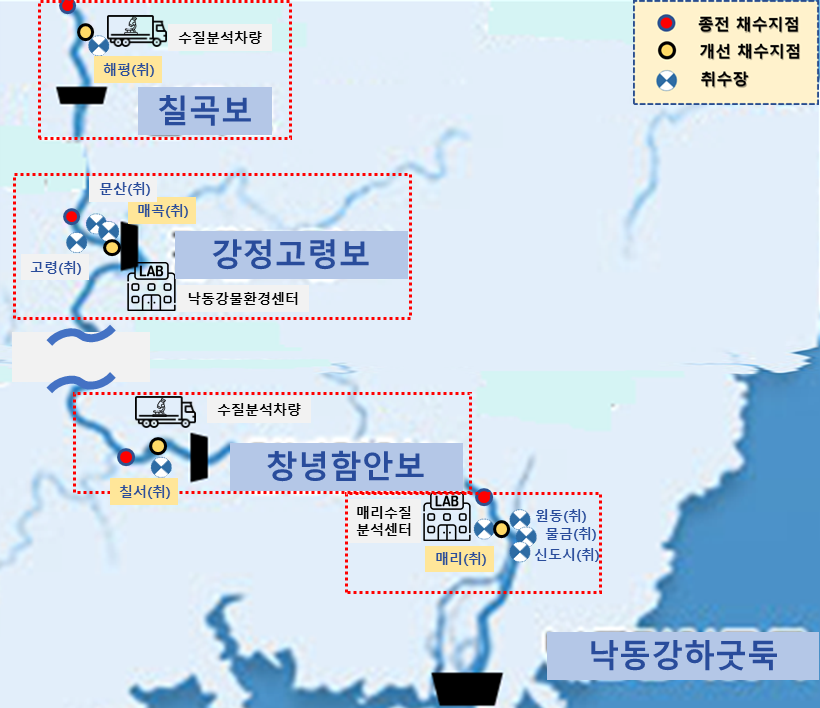 종전 채수지점
개선 채수지점
취수장
수질분석차량
해평(취)
칠곡보
문산(취)
매곡(취)
고령(취)
강정고령보
LAB
낙동강물환경센터
수질분석차량
창녕함안보
칠서(취)
LAB
매리수질
분석센터
매리(취)
원동(취)
물금(취)
신도시(취)
낙동강하굿둑